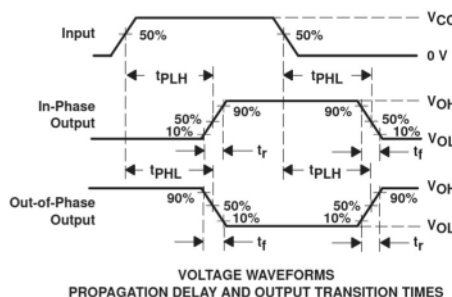 VCC
Input 50% 50%
0 V
tPLH tPHL
In-Phase Output 90% 90% VOH
50% 10% 50% 10% VOL
tr tf
tPHL tPLH
Out-of-Phase Output 90% 90% VOH
50% 10% 50% 10% VOL
tf tr
VOLTAGE WAVEFORMS
PROPAGATION DELAY AND OUTPUT TRANSITION TIMES